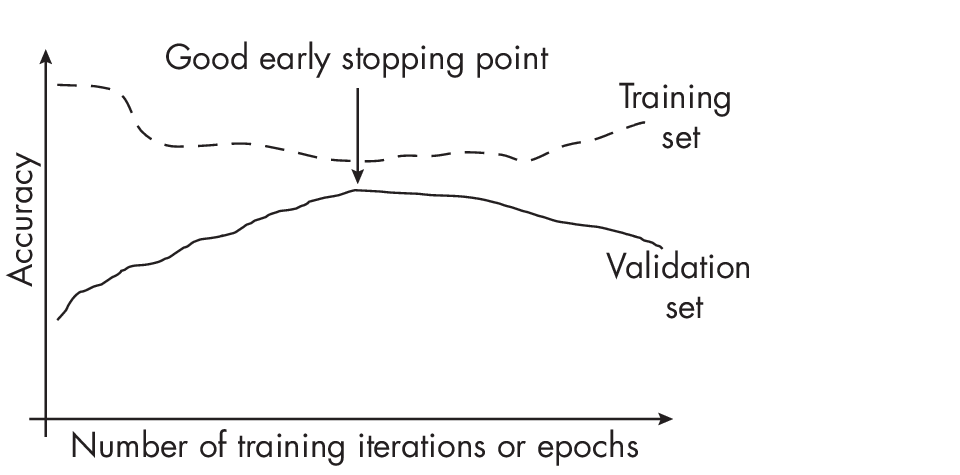 Good early stopping point
Training
set
Accuracy
Validation
set
Number of training iterations or epochs